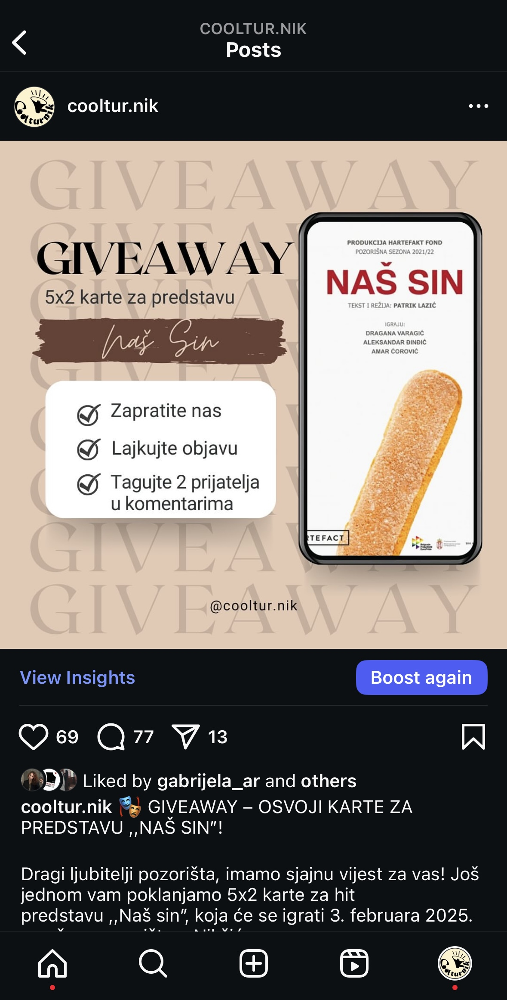 COOLTUR.NIK
Posts
cooltur.nik
GIVEAWAY
GIVEAWAY
5x2 karte za predstavu
Naš Sin
Zapratite nas
Lajkujte objavu
Tagujte 2 prijatelja
u komentarima
PRODUKCIJA HARTEFAKT FOND
POZORIŠNA SEZONA 2021/22
NAŠ SIN
TEKST I REŽIJA: PATRIK LAZIĆ
IGRAJU:
DRAGANA VARAGIĆ
ALEKSANDAR ĐINĐIĆ
AMAR ĆOROVIĆ
RTEFACT
GIVEAWAY
GIVEAWAY
@cooltur.nik
View Insights
Boost again
69 77 13
Liked by gabrijela_ar and others
cooltur.nik 🎭 GIVEAWAY – OSVOJI KARTE ZA
PREDSTAVU ,,NAŠ SIN”!
Dragi ljubitelji pozorišta, imamo sjajnu vijest za vas! Još
jednom vam poklanjamo 5x2 karte za hit
predstavu ,,Naš sin”, koja će se igrati 3. februara 2025.